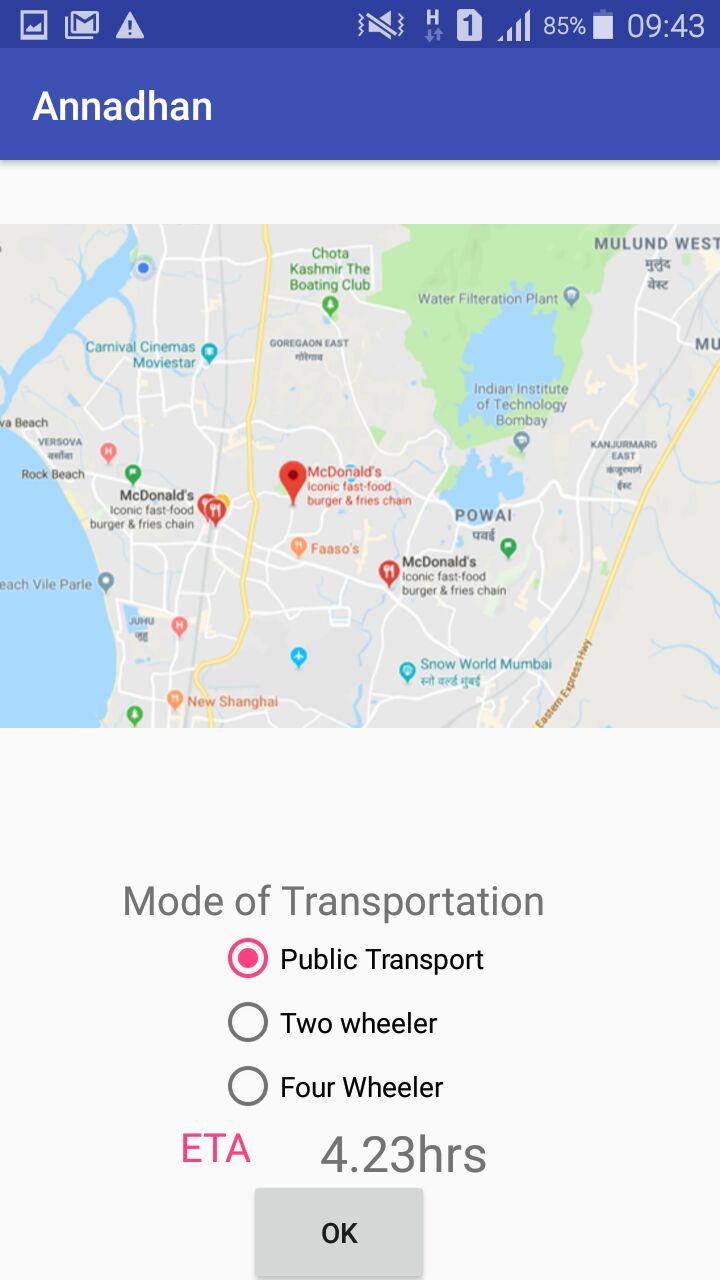 H
1
85%
09:43
Annadhan
MULUND WEST
मुलुंड
वेस्ट
Chota
Kashmir The
Boating Club
Water Filteration Plant
Carnival Cinemas
Moviestar
GOREGAON EAST
गोरेगाव
MU
Indian Institute
of Technology
Bombay
va Beach
VERSOVA
वर्सोवा
H
KANJURMARG
EAST
कंजूरमार्ग
ईस्ट
Rock Beach
McDonald's
Iconic fast-food
burger & fries chain
McDonald's
Iconic fast-food
burger & fries chain
POWAI
पवई
Faaso's
McDonald's
Iconic fast-food
burger & fries chain
each Vile Parle
JUHU
जुहू
H
Snow World Mumbai
स्नो वर्ल्ड मुंबई
Eastern Express Hwy
New Shanghai
Mode of Transportation
Public Transport
Two wheeler
Four Wheeler
ETA
4.23hrs
OK